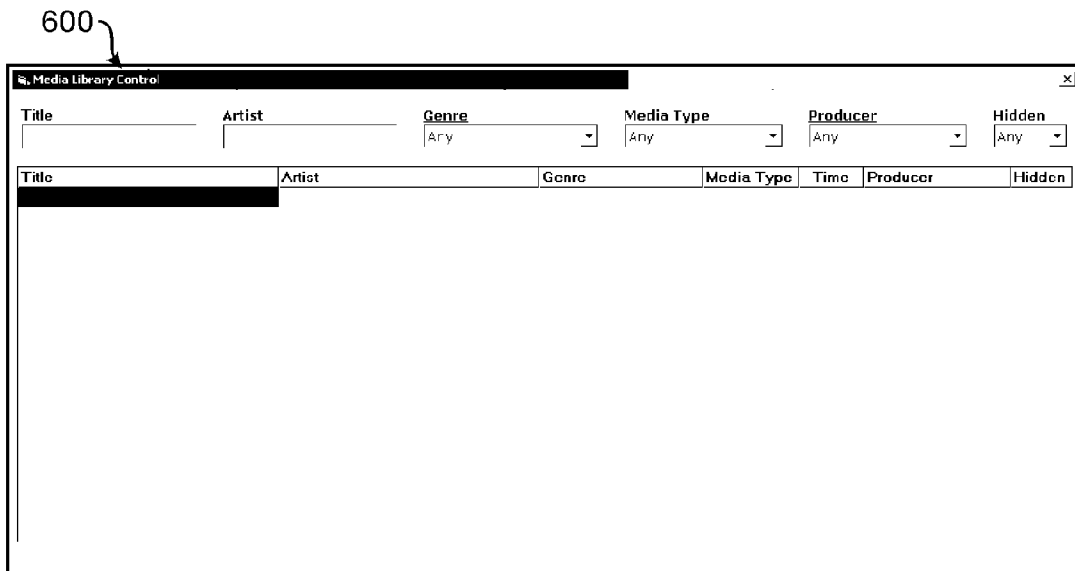 600
Media Library Control
Title Artist Genre Media Type Producer Hidden
Any Any Any Any
Title Artist Genre Media Type Time Producer Hidden